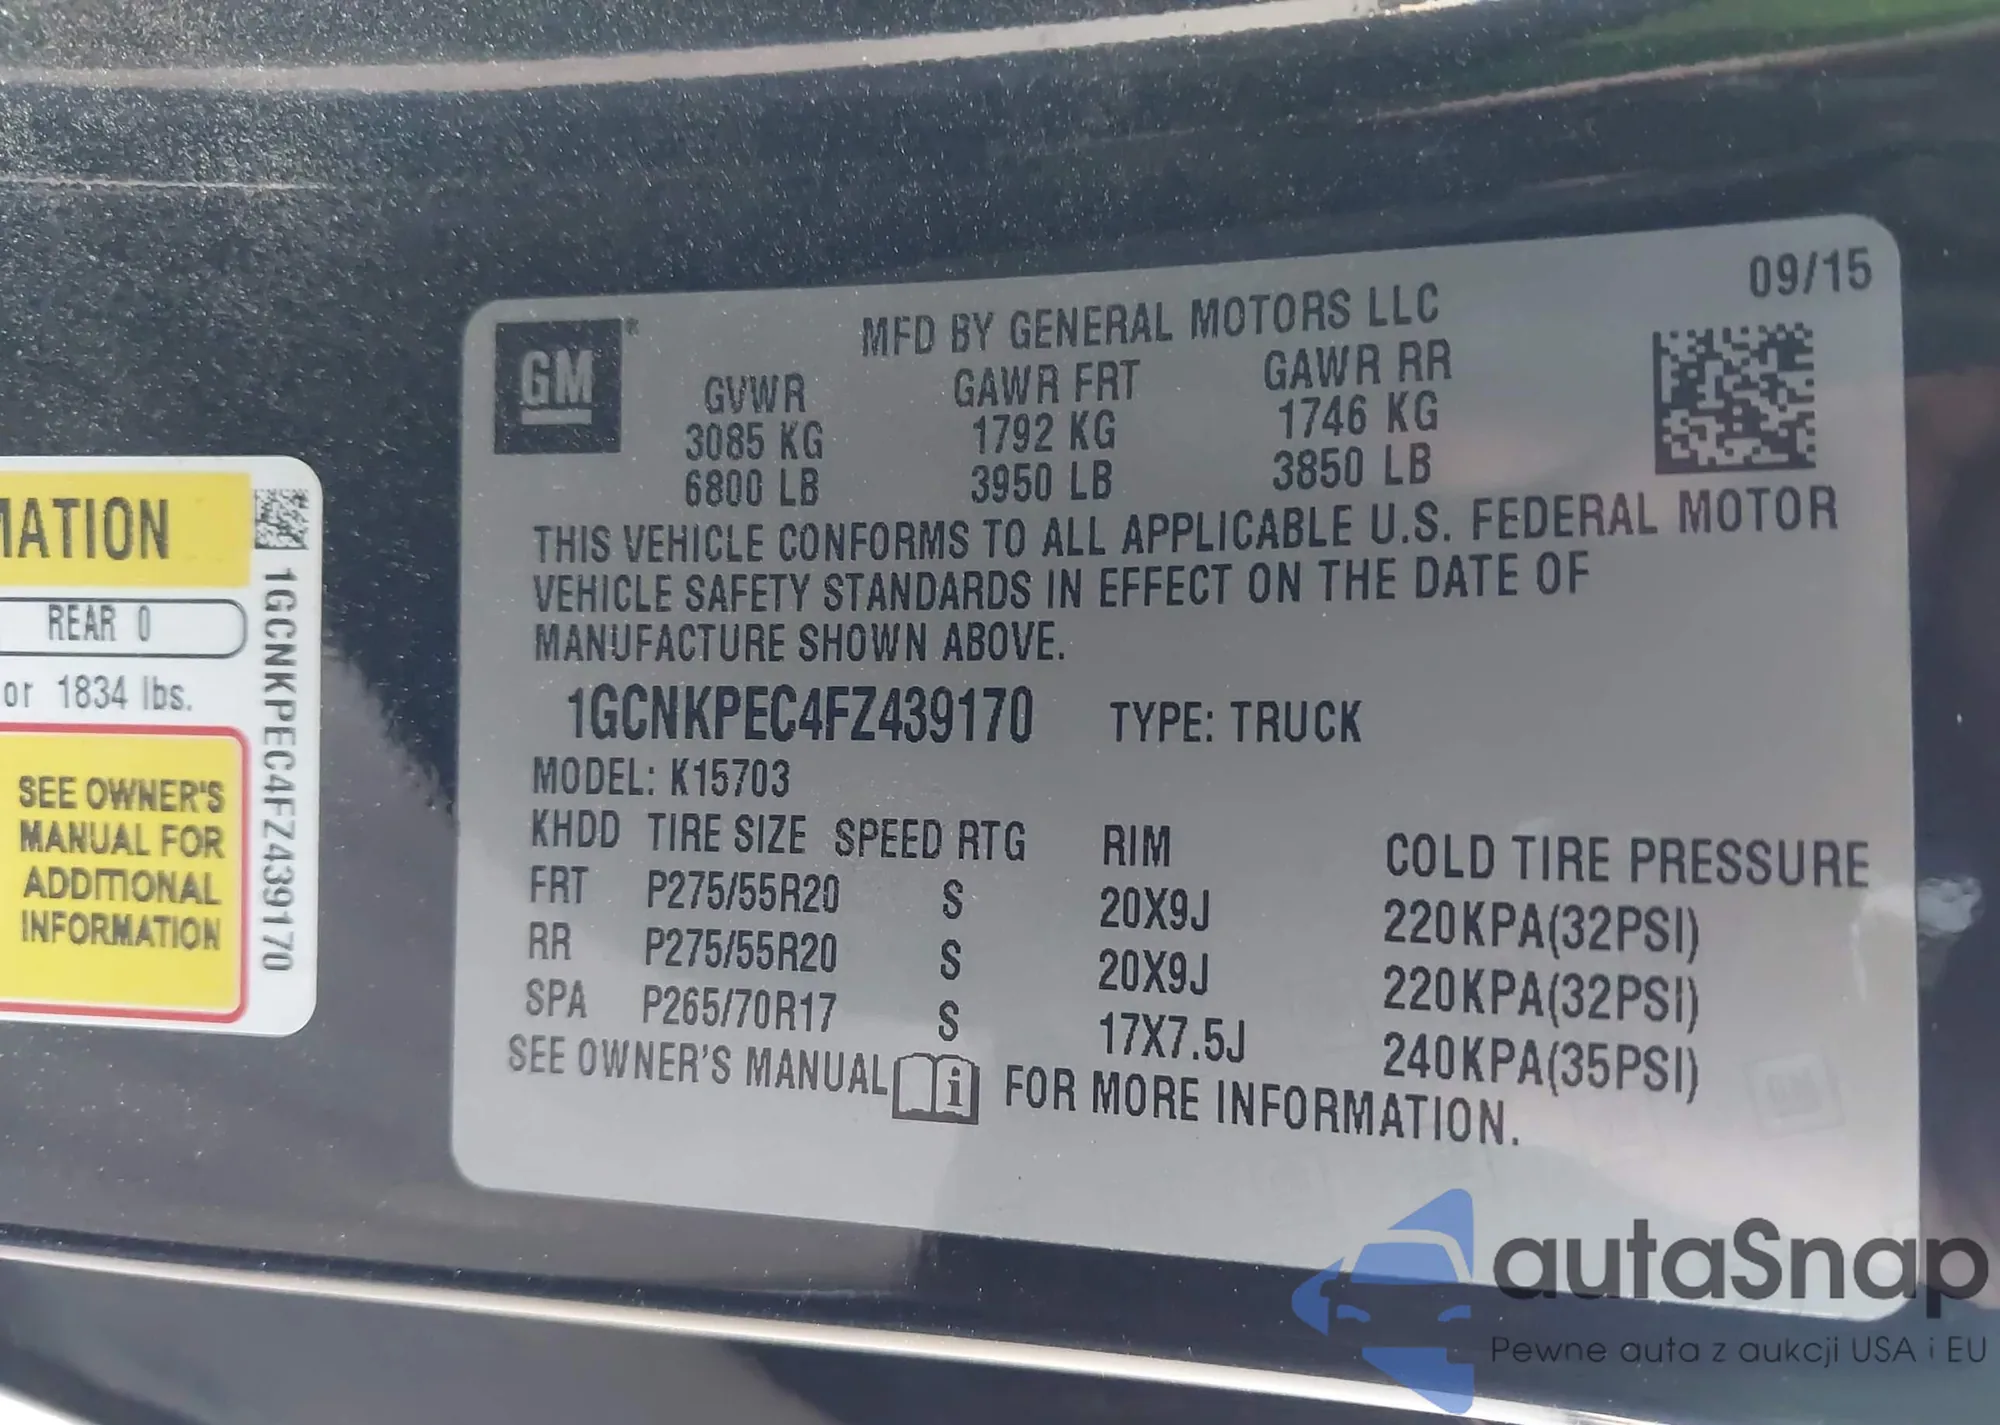 MATION
REAR 0
or 1834 lbs.
SEE OWNER'S
MANUAL FOR
ADDITIONAL
INFORMATION
1GCNKPEC4FZ439170
09/15
GM
MFD BY GENERAL MOTORS LLC
GVWR GAWR FRT GAWR RR
3085 KG 1792 KG 1746 KG
6800 LB 3950 LB 3850 LB
THIS VEHICLE CONFORMS TO ALL APPLICABLE U.S. FEDERAL MOTOR
VEHICLE SAFETY STANDARDS IN EFFECT ON THE DATE OF
MANUFACTURE SHOWN ABOVE.
1GCNKPEC4FZ439170 TYPE: TRUCK
MODEL: K15703
KHDD TIRE SIZE SPEED RTG RIM COLD TIRE PRESSURE
FRT P275/55R20 S 20X9J 220KPA(32PSI)
RR P275/55R20 S 20X9J 220KPA(32PSI)
SPA P265/70R17 S 17X7.5J 240KPA(35PSI)
SEE OWNER'S MANUAL i FOR MORE INFORMATION.
autaSnap
Pewne auta z aukcji USA i EU